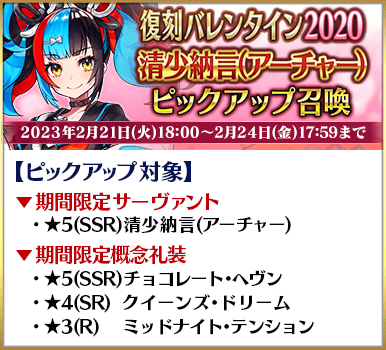 復刻バレンタイン2020
清少納言(アーチャー)
ピックアップ召喚
2023年2月21日(火)18:00～2月24日(金)17:59まで
【ピックアップ対象】
▼期間限定サーヴァント
・★5(SSR)清少納言(アーチャー)
▼期間限定概念礼装
・★5(SSR)チョコレート・ヘヴン
・★4(SR) クイーンズ・ドリーム
・★3(R) ミッドナイト・テンション